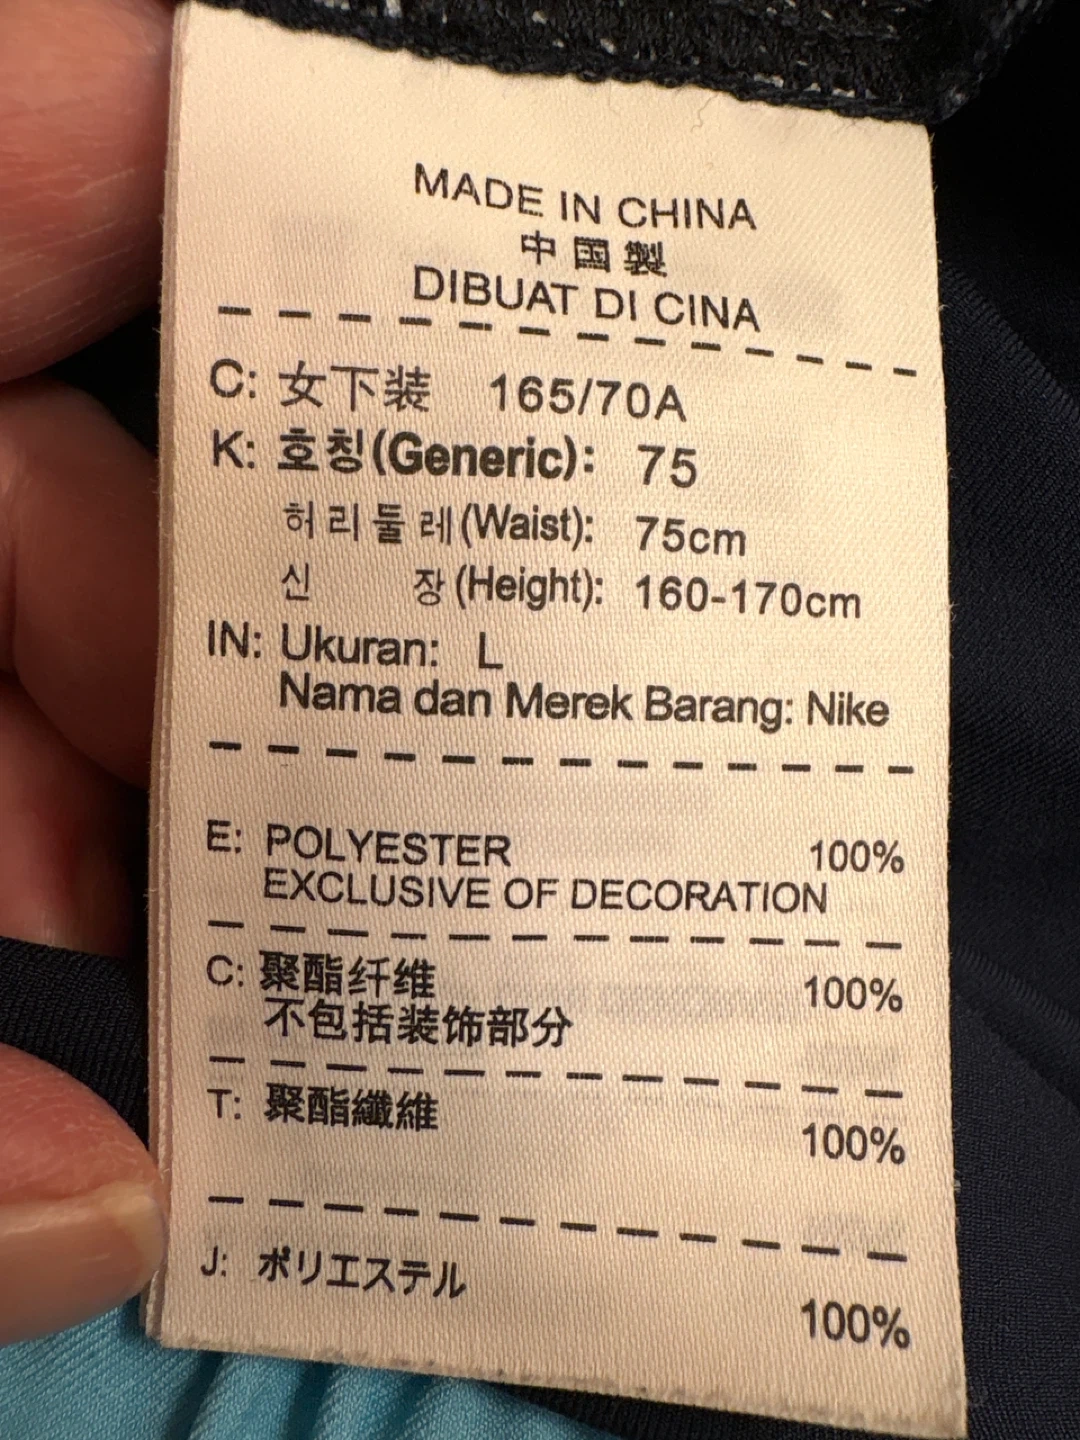 MADE IN CHINA
中国製
DIBUAT DI CINA
C: 女下装 165/70A
K: 호칭(Generic): 75
허리둘레(Waist): 75cm
신 장(Height): 160-170cm
IN: Ukuran: L
Nama dan Merek Barang: Nike
E: POLYESTER 100%
EXCLUSIVE OF DECORATION
C: 聚酯纤维 100%
不包括装饰部分
T: 聚酯纖維 100%
J: ポリエステル 100%